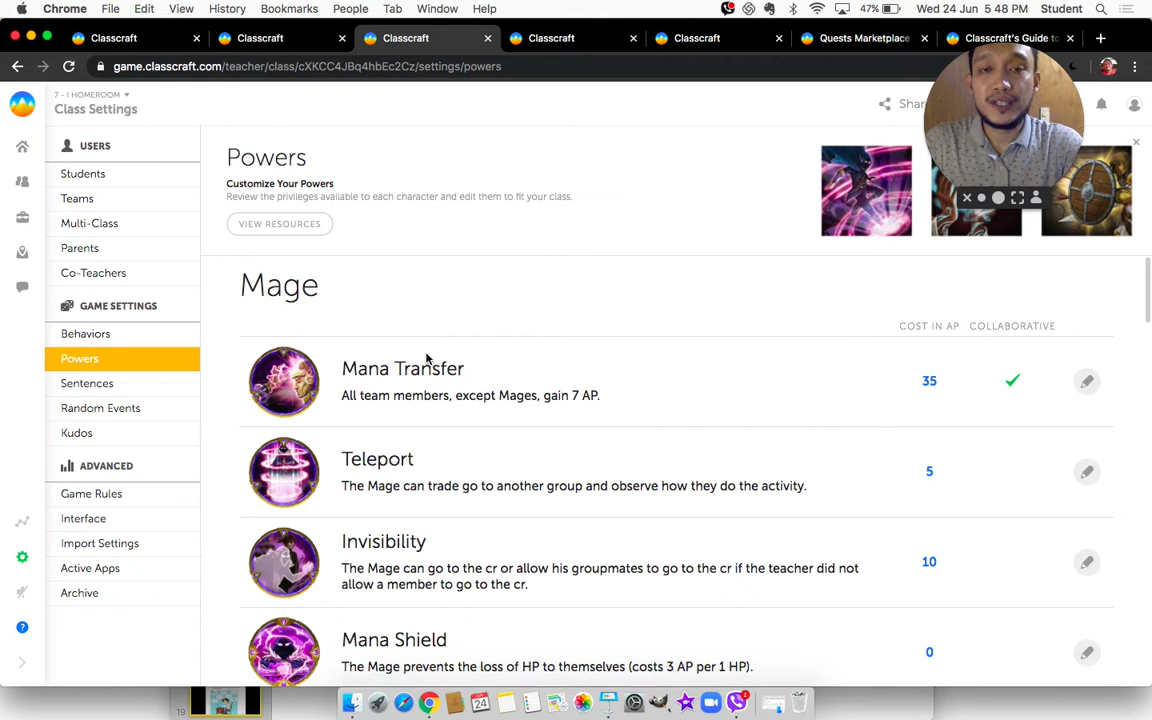 Chrome File Edit View History Bookmarks People Tab Window Help 47% Wed 24 Jun 5:48 PM Student
Classcraft Classcraft Classcraft Classcraft Classcraft Quests Marketplace Classcraft's Guide to
game.classcraft.com/teacher/class/cXKCC4JBq4hbEc2Cz/settings/powers
7 - I HOMEROOM
Class Settings
Shar
USERS
Students
Teams
Multi-Class
Parents
Co-Teachers
GAME SETTINGS
Behaviors
Powers
Sentences
Random Events
Kudos
ADVANCED
Game Rules
Interface
Import Settings
Active Apps
Archive
Powers
Customize Your Powers
Review the privileges available to each character and edit them to fit your class.
VIEW RESOURCES
Mage
COST IN AP COLLABORATIVE
Mana Transfer
All team members, except Mages, gain 7 AP.
35
Teleport
The Mage can trade go to another group and observe how they do the activity.
5
Invisibility
The Mage can go to the cr or allow his groupmates to go to the cr if the teacher did not
allow a member to go to the cr.
10
Mana Shield
The Mage prevents the loss of HP to themselves (costs 3 AP per 1 HP).
0
19
24